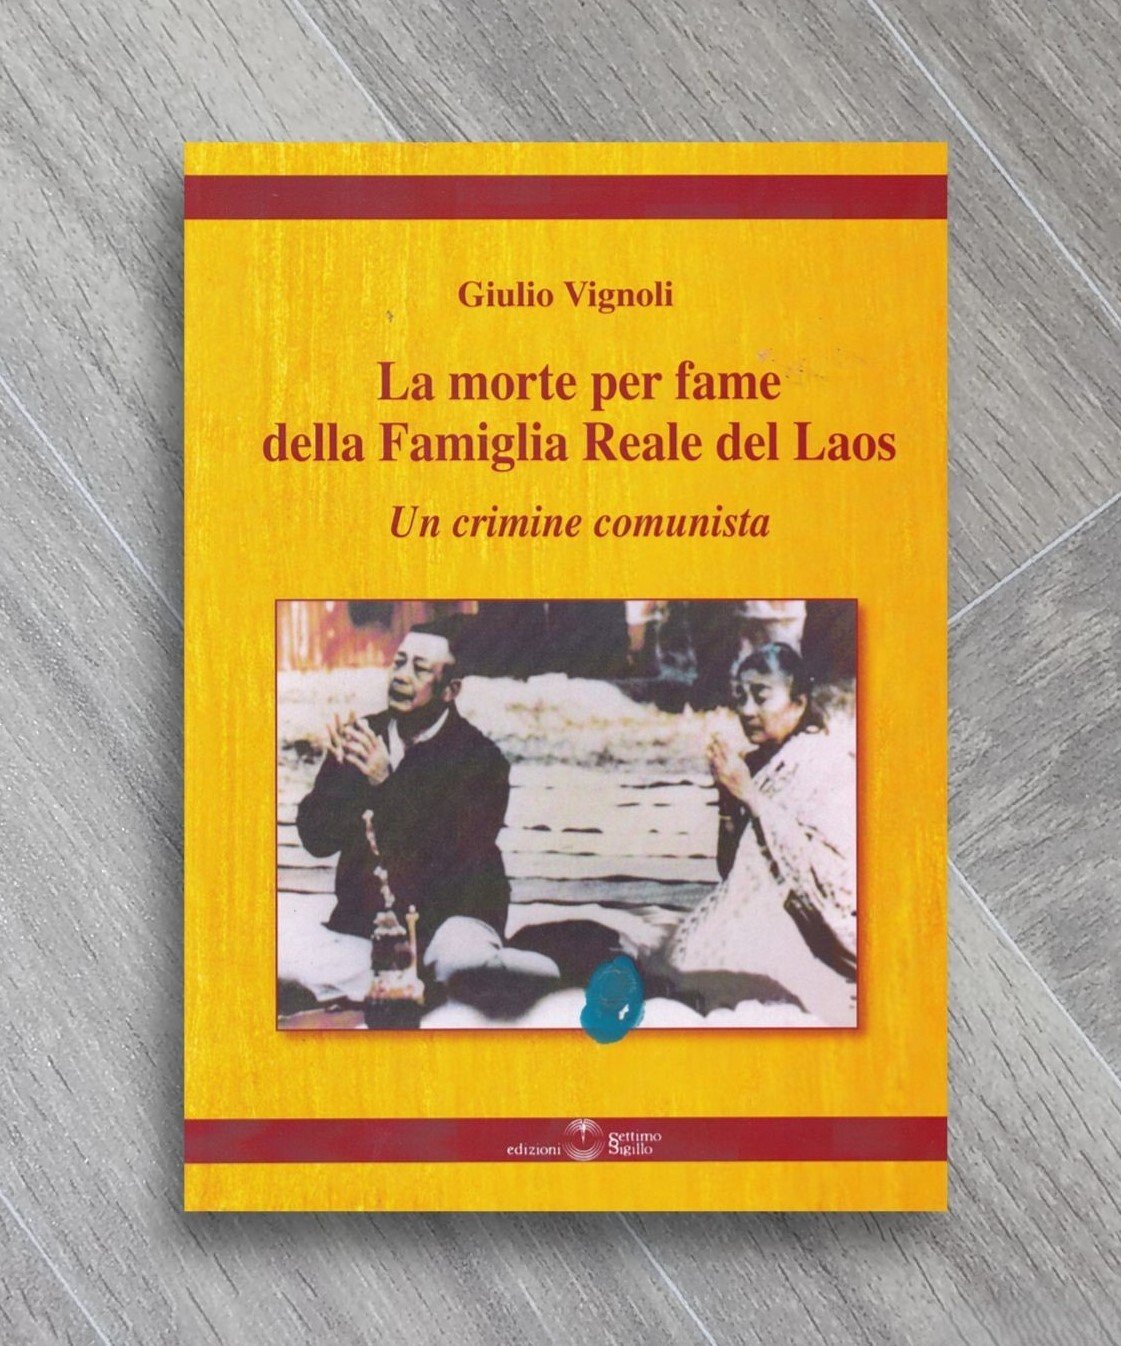 Giulio Vignoli
La morte per fame
della Famiglia Reale del Laos
Un crimine comunista
edizioni Settimo
Sigillo